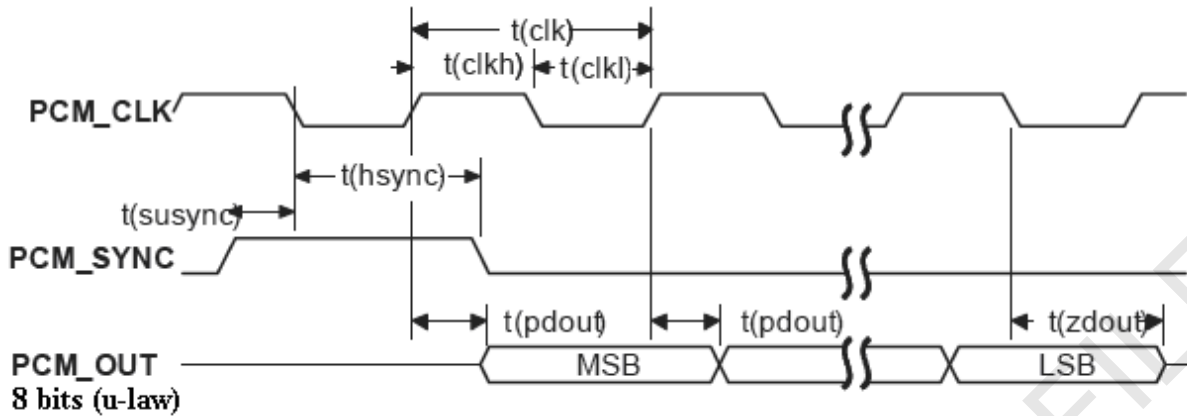 t(clk)
t(clkh) t(clkl)
PCM_CLK
t(hsync)
t(susync)
PCM_SYNC
t(pdout) t(pdout) t(zdout)
PCM_OUT MSB LSB
8 bits (u-law)